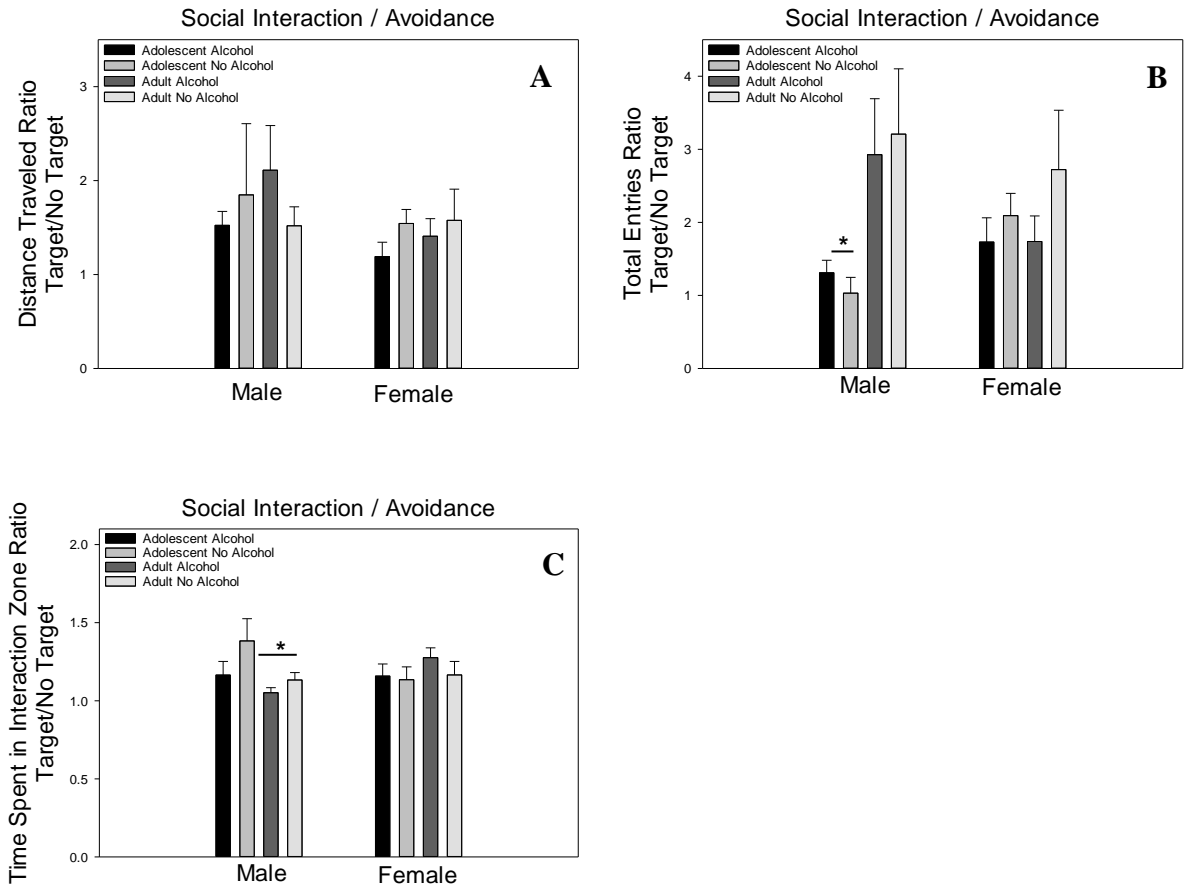 Social Interaction / Avoidance
Adolescent Alcohol
Adolescent No Alcohol
Adult Alcohol
Adult No Alcohol
A
Distance Traveled Ratio
Target/No Target
3
2
1
0
Male
Female
Social Interaction / Avoidance
Adolescent Alcohol
Adolescent No Alcohol
Adult Alcohol
Adult No Alcohol
B
Total Entries Ratio
Target/No Target
4
3
2
1
0
*
Male
Female
Social Interaction / Avoidance
Adolescent Alcohol
Adolescent No Alcohol
Adult Alcohol
Adult No Alcohol
C
Time Spent in Interaction Zone Ratio
Target/No Target
2.0
1.5
1.0
0.5
0.0
*
Male
Female